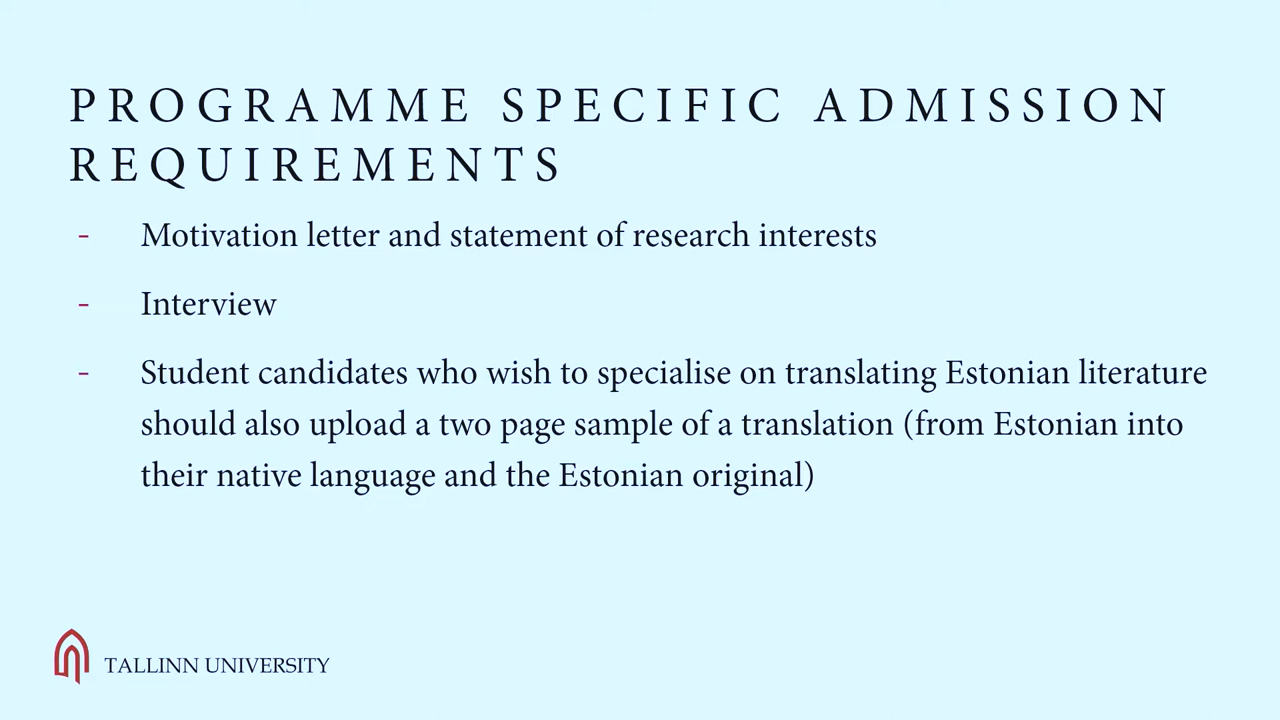 PROGRAMME SPECIFIC ADMISSION
REQUIREMENTS
- Motivation letter and statement of research interests
- Interview
- Student candidates who wish to specialise on translating Estonian literature
should also upload a two page sample of a translation (from Estonian into
their native language and the Estonian original)
TALLINN UNIVERSITY